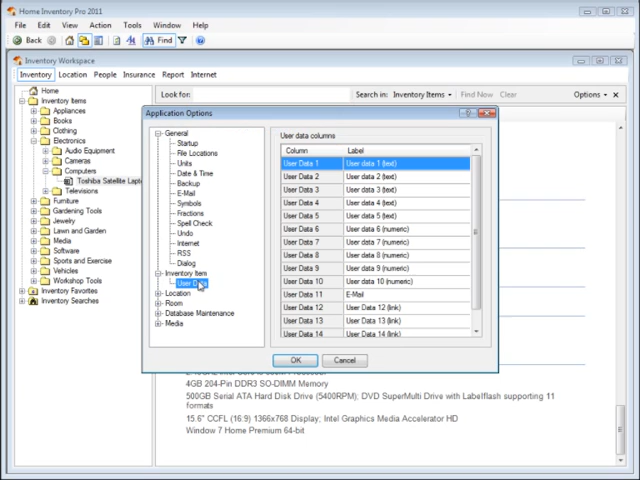 Home Inventory Pro 2011
File Edit View Action Tools Window Help
Back Find
Inventory Workspace
Inventory Location People Insurance Report Internet
Home
Inventory Items
Appliances
Books
Clothing
Electronics
Audio Equipment
Cameras
Computers
Toshiba Satellite Lapt
Televisions
Furniture
Gardening Tools
Jewelry
Lawn and Garden
Media
Software
Sports and Exercise
Vehicles
Workshop Tools
Inventory Favorites
Inventory Searches
Look for: Search in: Inventory Items Find Now Clear Options
Application Options
General
Startup
File Locations
Units
Date & Time
Backup
E-Mail
Symbols
Fractions
Spell Check
Undo
Internet
RSS
Dialog
Inventory Item
User Data
Location
Room
Database Maintenance
Media
User data columns
Column Label
User Data 1 User data 1 (text)
User Data 2 User data 2 (text)
User Data 3 User data 3 (text)
User Data 4 User data 4 (text)
User Data 5 User data 5 (text)
User Data 6 User data 6 (numeric)
User Data 7 User data 7 (numeric)
User Data 8 User data 8 (numeric)
User Data 9 User data 9 (numeric)
User Data 10 User data 10 (numeric)
User Data 11 E-Mail
User Data 12 User Data 12 (link)
User Data 13 User Data 13 (link)
User Data 14 User Data 14 (link)
OK Cancel
4GB 204-Pin DDR3 SO-DIMM Memory
500GB Serial ATA Hard Disk Drive (5400RPM); DVD SuperMulti Drive with Labelflash supporting 11
formats
15.6" CCFL (16:9) 1366x768 Display; Intel Graphics Media Accelerator HD
Windows 7 Home Premium 64-bit